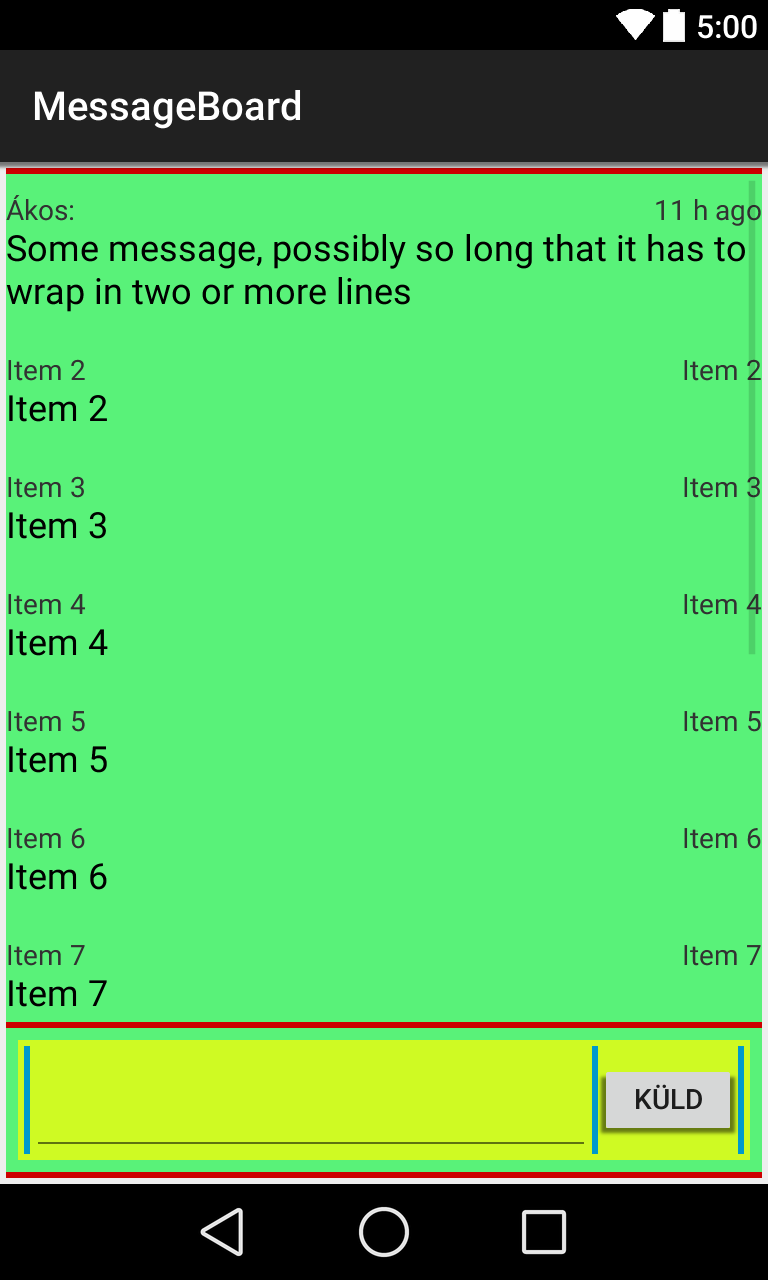 5:00
MessageBoard
Ákos: 11 h ago
Some message, possibly so long that it has to
wrap in two or more lines
Item 2 Item 2
Item 2
Item 3 Item 3
Item 3
Item 4 Item 4
Item 4
Item 5 Item 5
Item 5
Item 6 Item 6
Item 6
Item 7 Item 7
Item 7
KÜLD